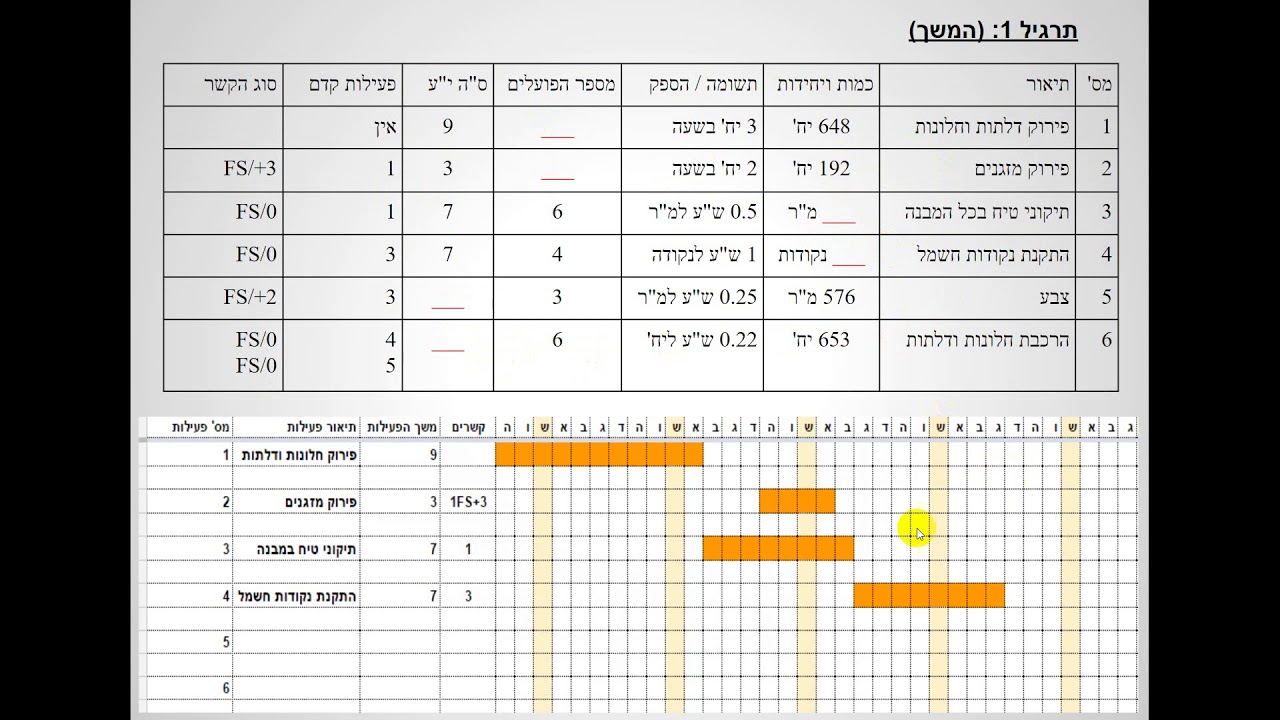 תרגיל 1: (המשך)
מס' תיאור כמות ויחידות תשומה / הספק מספר הפועלים ס"ה י"ע פעילות קדם סוג הקשר
1 פירוק דלתות וחלונות 648 יח' 3 יח' בשעה ___ 9 אין
2 פירוק מזגנים 192 יח' 2 יח' בשעה ___ 3 1 FS/+3
3 תיקוני טיח בכל המבנה ___ מ"ר 0.5 ש"ע למ"ר 6 7 1 FS/0
4 התקנת נקודות חשמל ___ נקודות 1 ש"ע לנקודה 4 7 3 FS/0
5 צבע 576 מ"ר 0.25 ש"ע למ"ר 3 ___ 3 FS/+2
6 הרכבת חלונות ודלתות 653 יח' 0.22 ש"ע ליח' 6 ___ 4 FS/0
5 FS/0
מס' פעילות תיאור פעילות משך הפעילות קשרים ה ו ש א ב ג ד ה ו ש א ב ג ד ה ו ש א ב ג ד ה ו ש א ב ג ד ה ו ש א ב ג
1 פירוק חלונות ודלתות 9
2 פירוק מזגנים 3 1FS+3
3 תיקוני טיח במבנה 7 1
4 התקנת נקודות חשמל 7 3
5
6